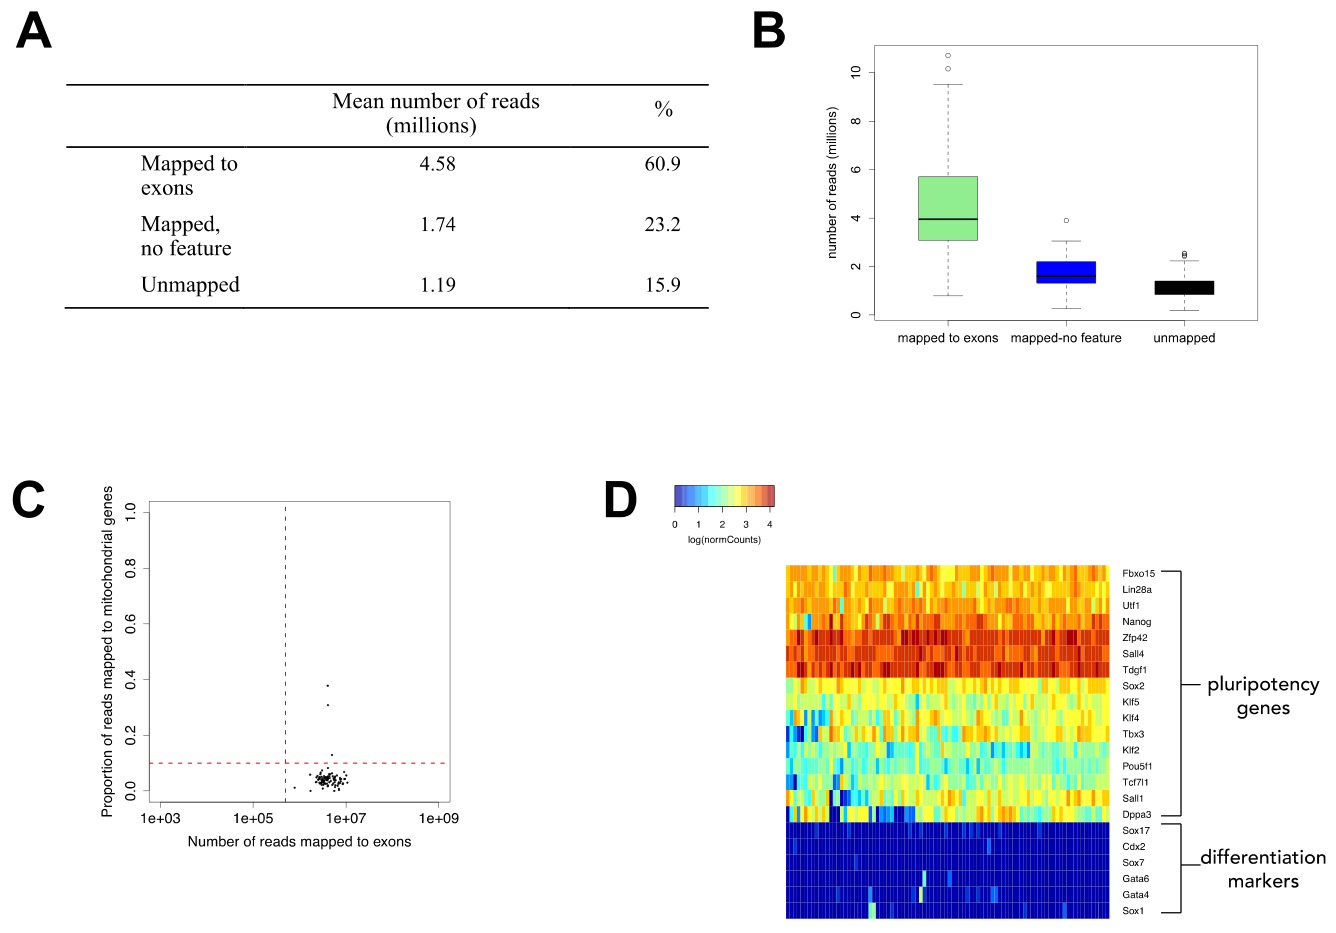 A
Mean number of reads
(millions)
%
Mapped to
exons
4.58
60.9
Mapped,
no feature
1.74
23.2
Unmapped
1.19
15.9
B
number of reads (millions)
10
8
6
4
2
0
mapped to exons
mapped-no feature
unmapped
C
Proportion of reads mapped to mitochondrial genes
1.0
0.8
0.6
0.4
0.2
0.0
1e+03
1e+05
1e+07
1e+09
Number of reads mapped to exons
D
0 1 2 3 4
log(normCounts)
Fbxo15
Lin28a
Utf1
Nanog
Zfp42
Sall4
Tdgf1
Sox2
Klf5
Klf4
Tbx3
Klf2
Pou5f1
Tcf7l1
Sall1
Dppa3
Sox17
Cdx2
Sox7
Gata6
Gata4
Sox1
pluripotency
genes
differentiation
markers